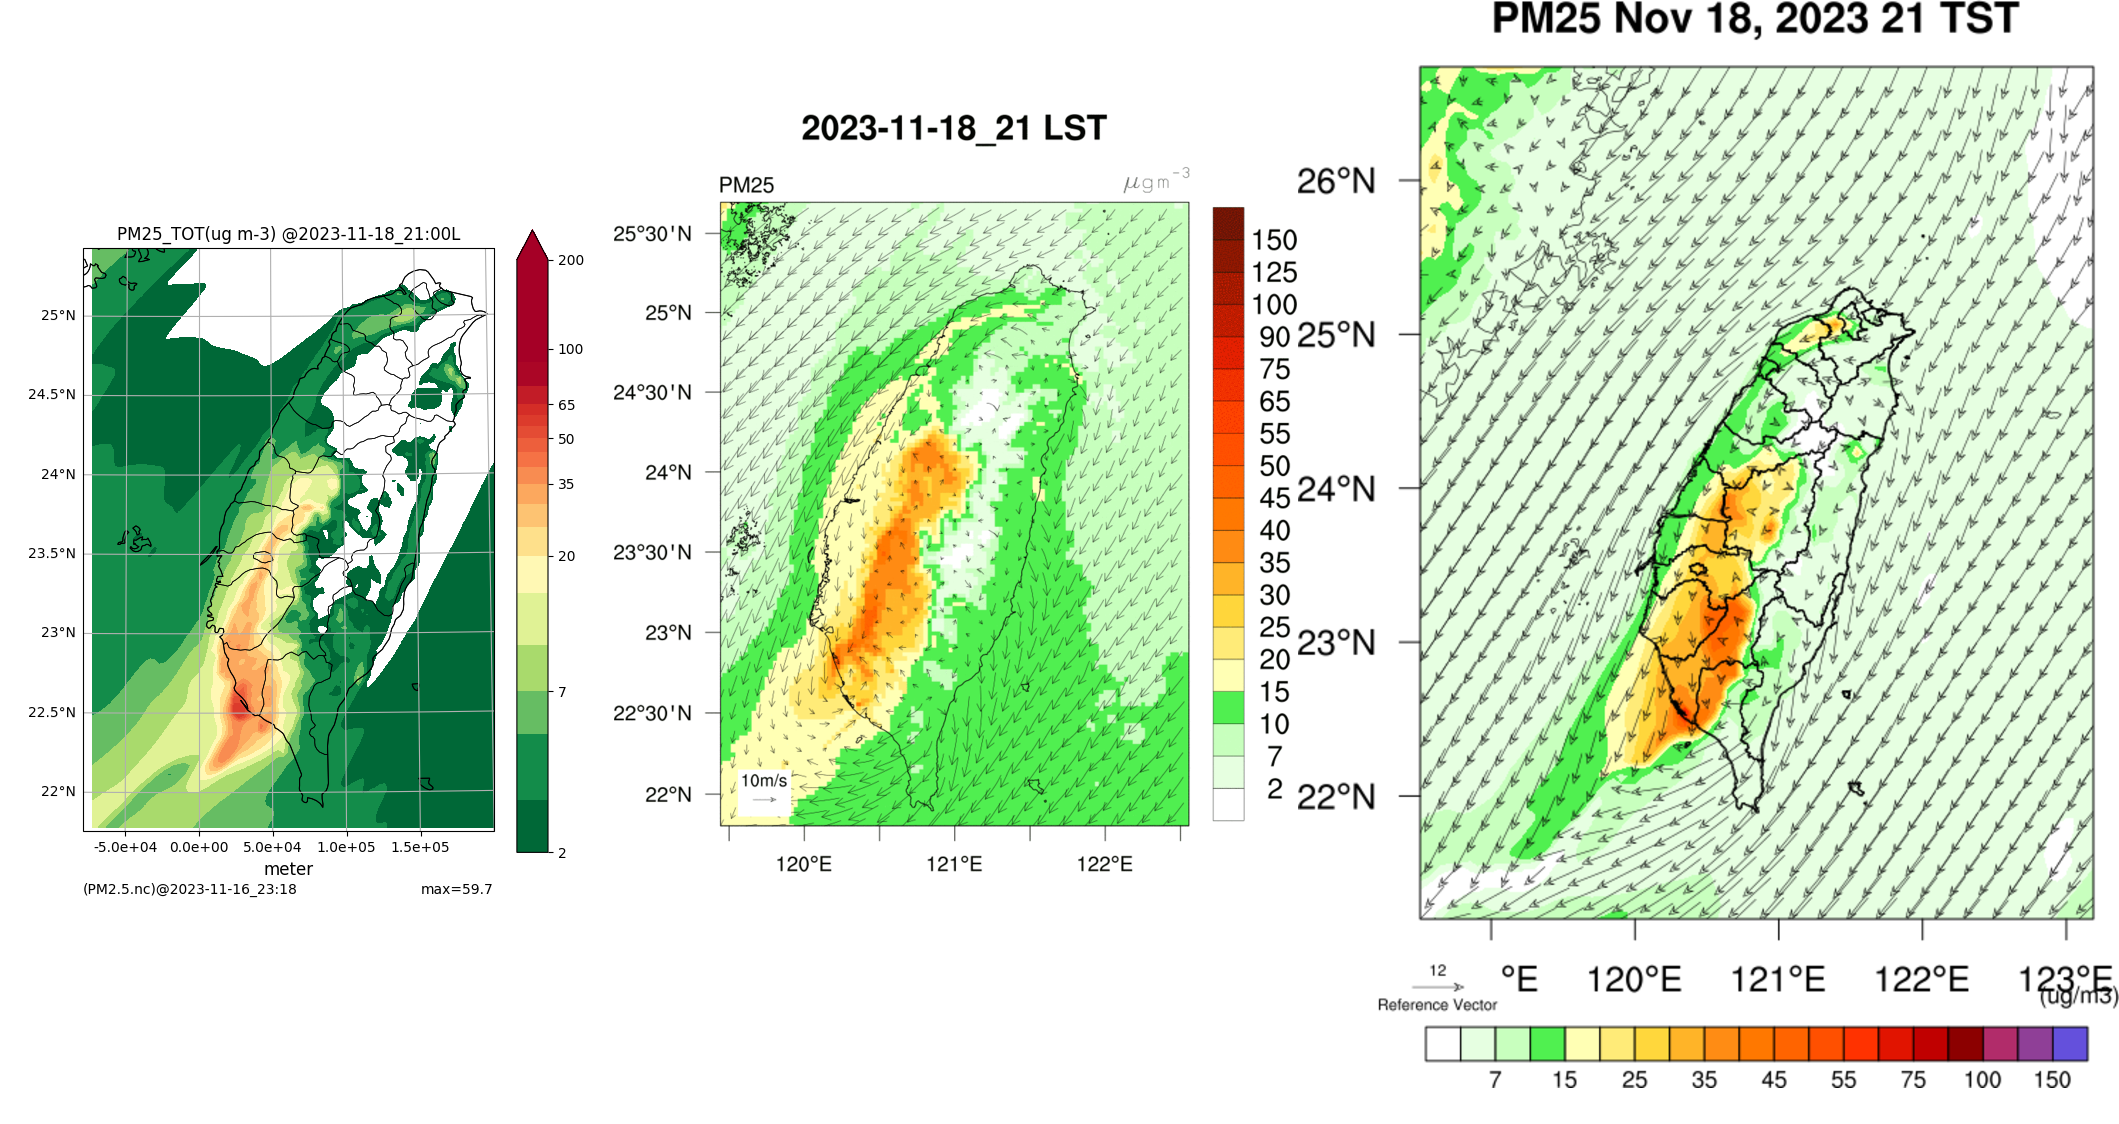 PM25_TOT(ug m-3) @2023-11-18_21:00L
25°N
24.5°N
24°N
23.5°N
23°N
22.5°N
22°N
-5.0e+04 0.0e+00 5.0e+04 1.0e+05 1.5e+05
meter
(PM2.5.nc)@2023-11-16_23:18 max=59.7
200
100
65
50
35
20
7
2
2023-11-18_21 LST
PM25 μgm⁻³
25°30'N
25°N
24°30'N
24°N
23°30'N
23°N
22°30'N
22°N
10m/s
120°E 121°E 122°E
150
125
100
90
75
65
55
50
45
40
35
30
25
20
15
10
7
2
PM25 Nov 18, 2023 21 TST
26°N
25°N
24°N
23°N
22°N
°E 120°E 121°E 122°E 123°E
12
Reference Vector
(ug/m3)
7 15 25 35 45 55 75 100 150